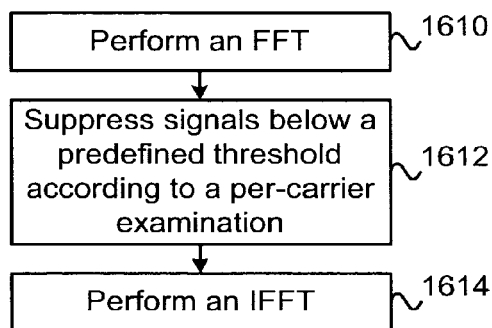 Perform an FFT
1610
Suppress signals below a
predefined threshold
according to a per-carrier
examination
1612
Perform an IFFT
1614